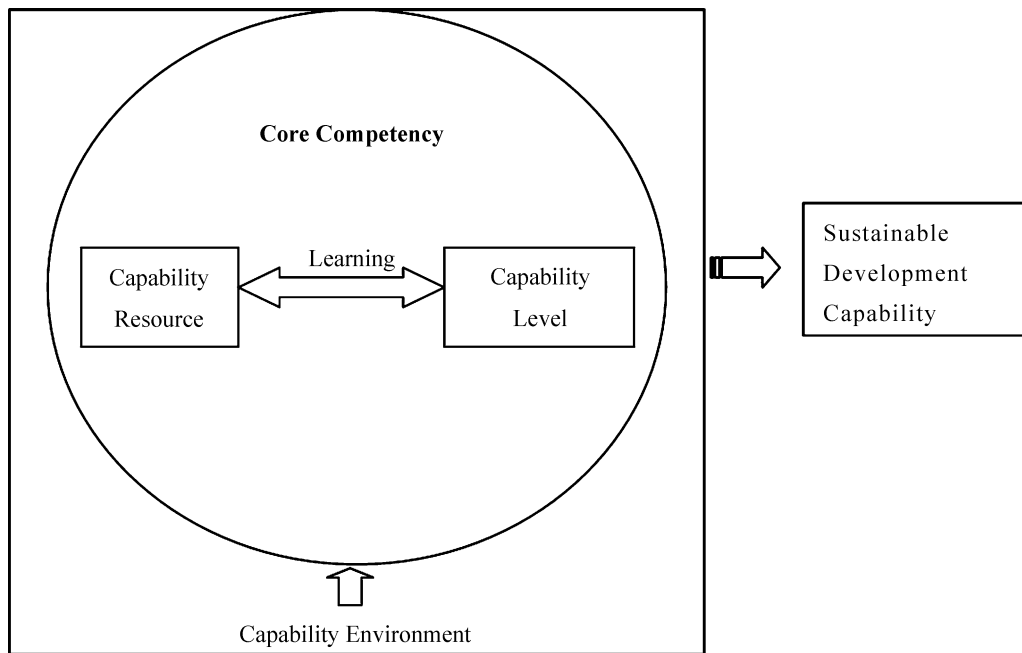 Core Competency
Learning
Capability
Resource
Capability
Level
Capability Environment
Sustainable
Development
Capability